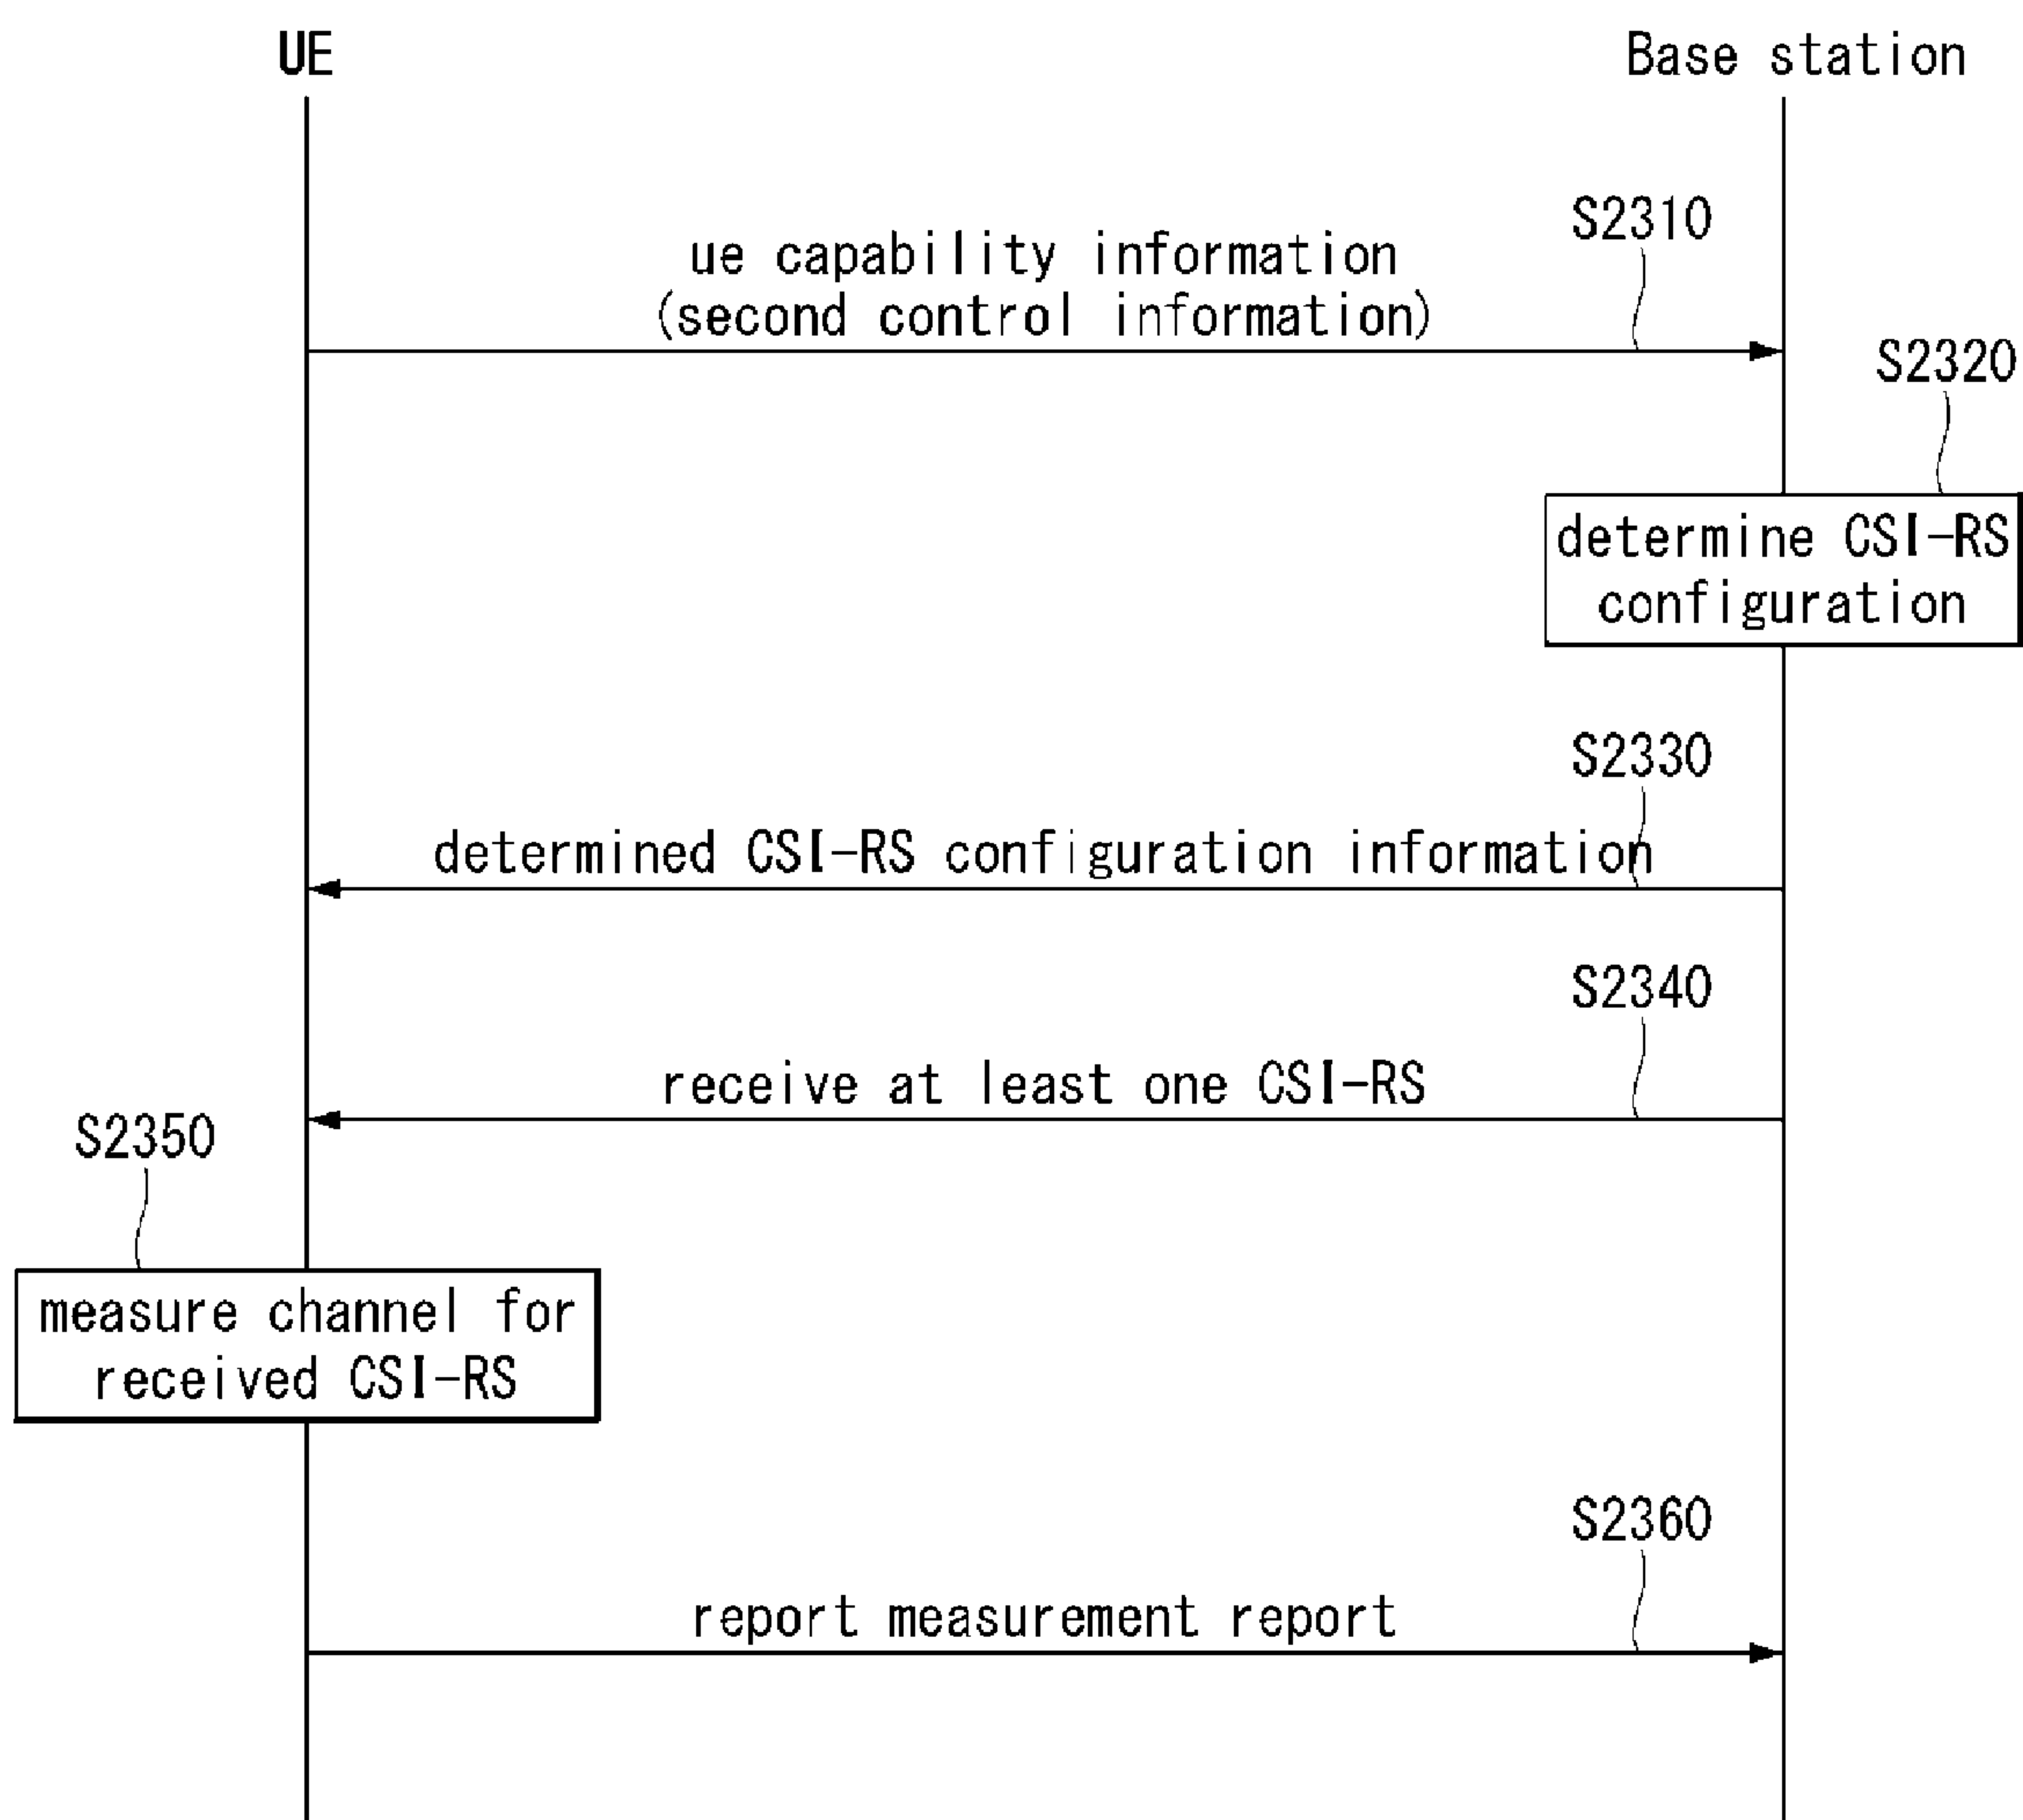 UE
Base station
S2310
ue capability information
(second control information)
S2320
determine CSI-RS
configuration
S2330
determined CSI-RS configuration information
S2340
receive at least one CSI-RS
S2350
measure channel for
received CSI-RS
S2360
report measurement report